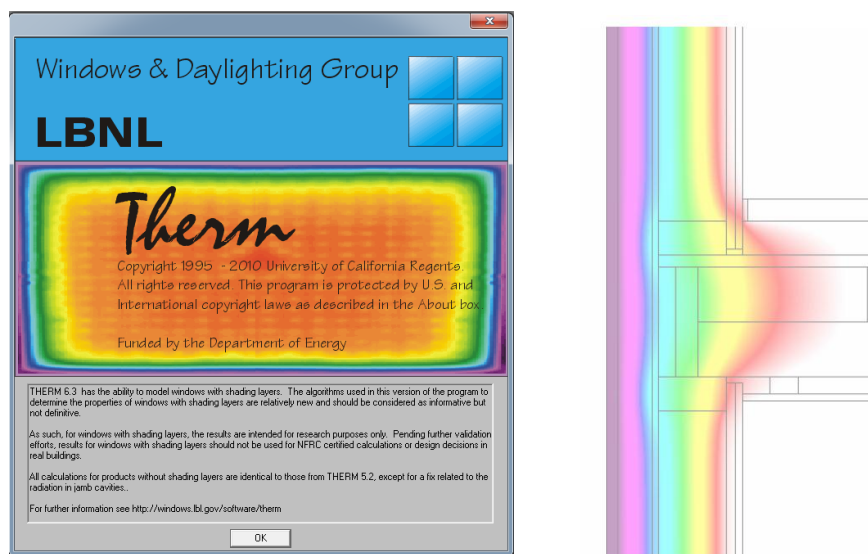 Windows & Daylighting Group
LBNL
Therm
Copyright 1995 - 2010 University of California Regents.
All rights reserved. This program is protected by U.S. and
International copyright laws as described in the About box.
Funded by the Department of Energy
THERM 6.3 has the ability to model windows with shading layers. The algorithms used in this version of the program to
determine the properties of windows with shading layers are relatively new and should be considered as informative but
not definitive.
As such, for windows with shading layers, the results are intended for research purposes only. Pending further validation
efforts, results for windows with shading layers should not be used for NFRC certified calculations or design decisions in
real buildings.
All calculations for products without shading layers are identical to those from THERM 5.2, except for a fix related to the
radiation in jamb cavities..
For further information see http://windows.lbl.gov/software/therm
OK